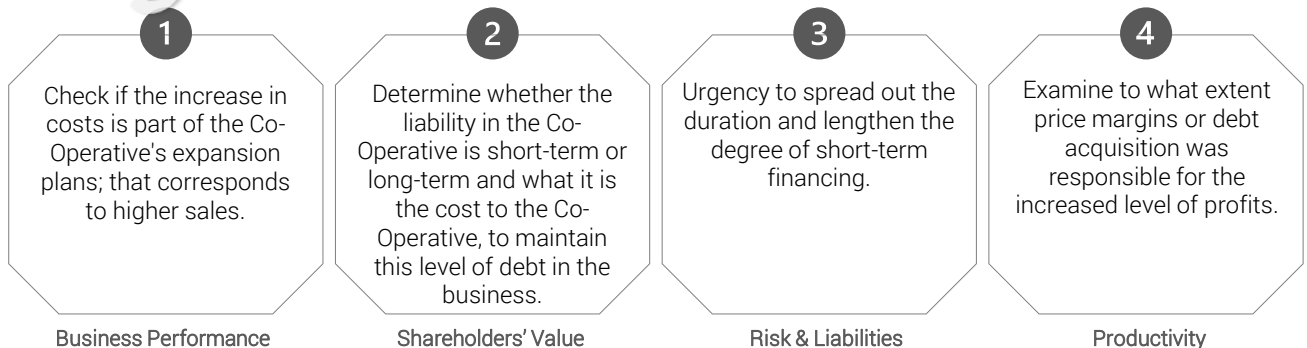 1
Check if the increase in
costs is part of the Co-
Operative's expansion
plans; that corresponds
to higher sales.
Business Performance
2
Determine whether the
liability in the Co-
Operative is short-term or
long-term and what it is
the cost to the Co-
Operative, to maintain
this level of debt in the
business.
Shareholders' Value
3
Urgency to spread out the
duration and lengthen the
degree of short-term
financing.
Risk & Liabilities
4
Examine to what extent
price margins or debt
acquisition was
responsible for the
increased level of profits.
Productivity